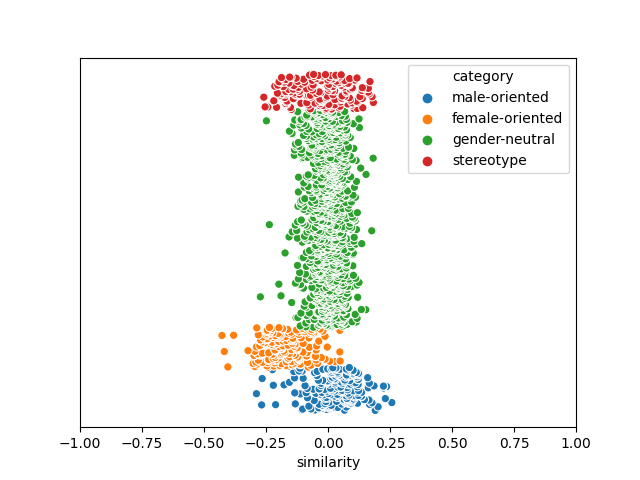 category
male-oriented
female-oriented
gender-neutral
stereotype
−1.00 −0.75 −0.50 −0.25 0.00 0.25 0.50 0.75 1.00
similarity